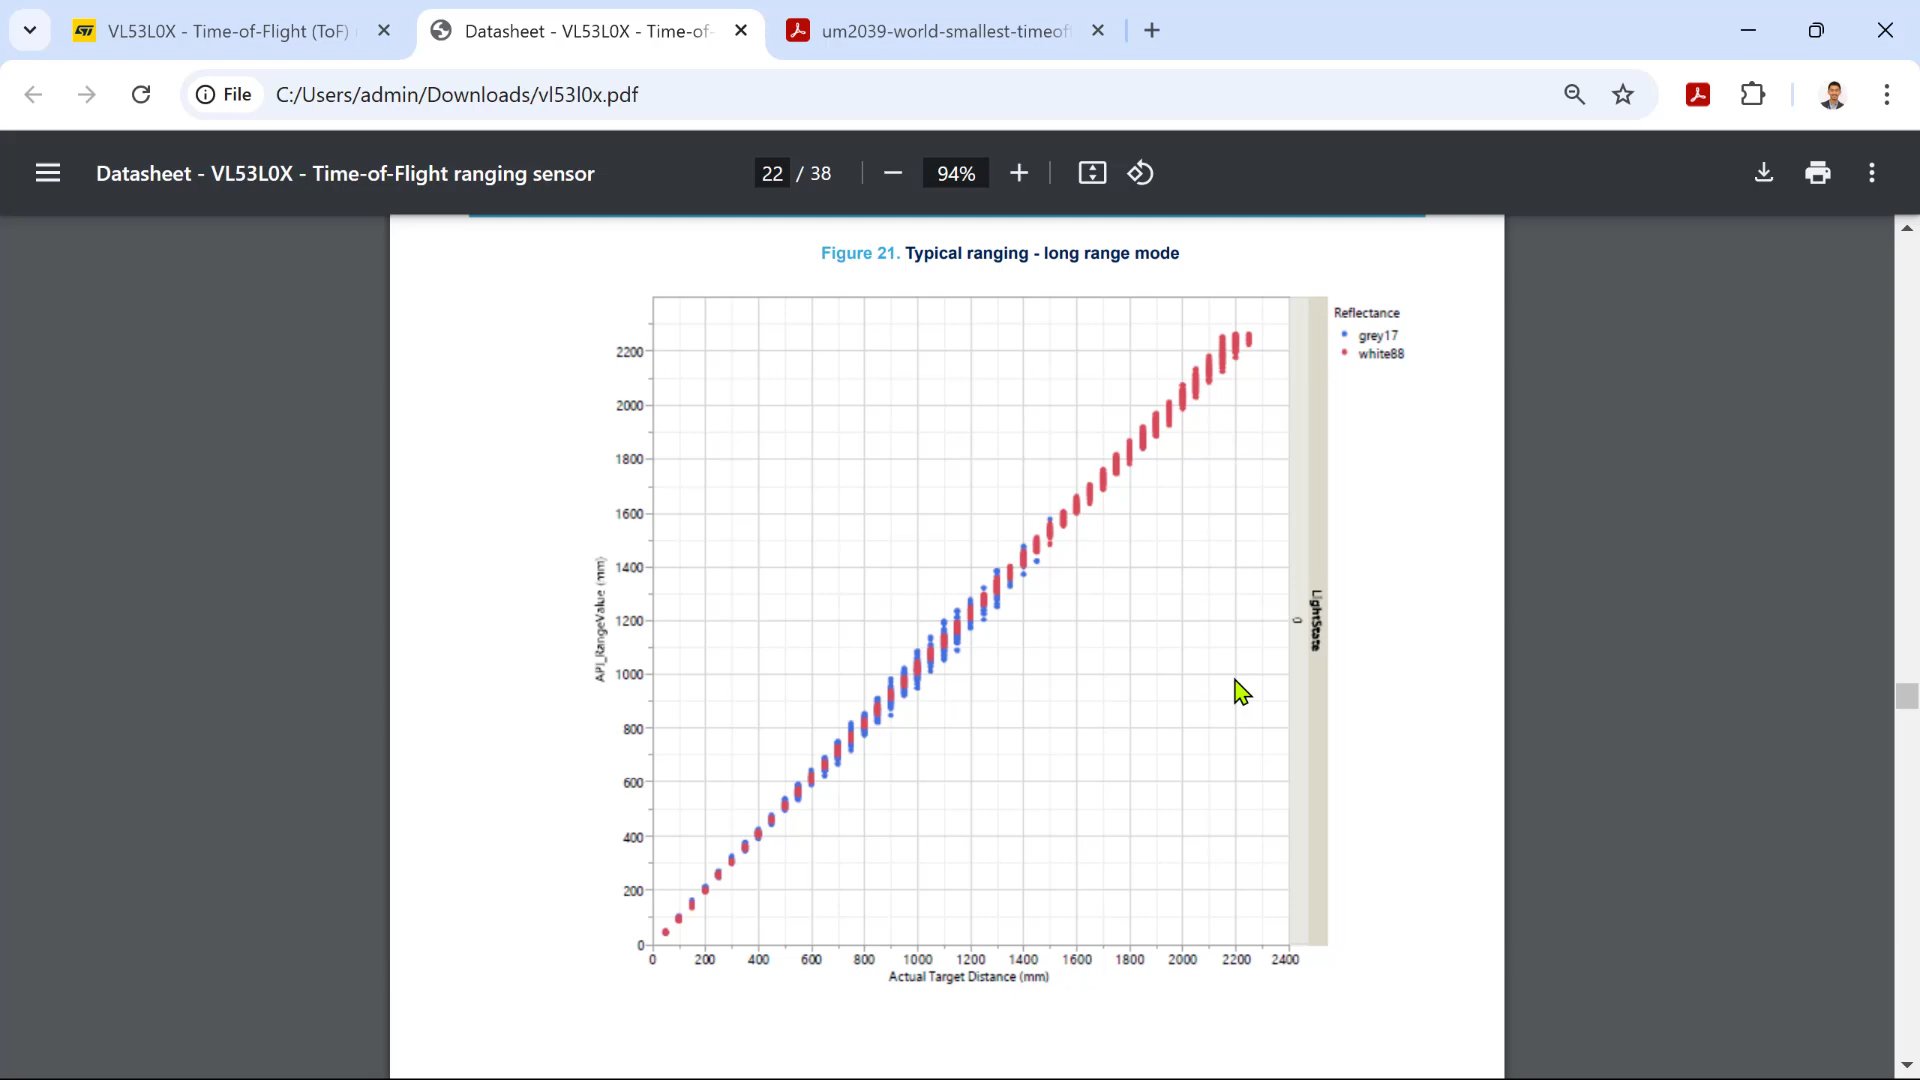 VL53L0X - Time-of-Flight (ToF)
Datasheet - VL53L0X - Time-of-
um2039-world-smallest-timeof
File
C:/Users/admin/Downloads/vl53l0x.pdf
Datasheet - VL53L0X - Time-of-Flight ranging sensor
22 / 38
94%
Figure 21. Typical ranging - long range mode
Reflectance
grey17
white88
2200
2000
1800
1600
1400
1200
1000
800
600
400
200
0
API_RangeValue (mm)
LightState
0
0 200 400 600 800 1000 1200 1400 1600 1800 2000 2200 2400
Actual Target Distance (mm)